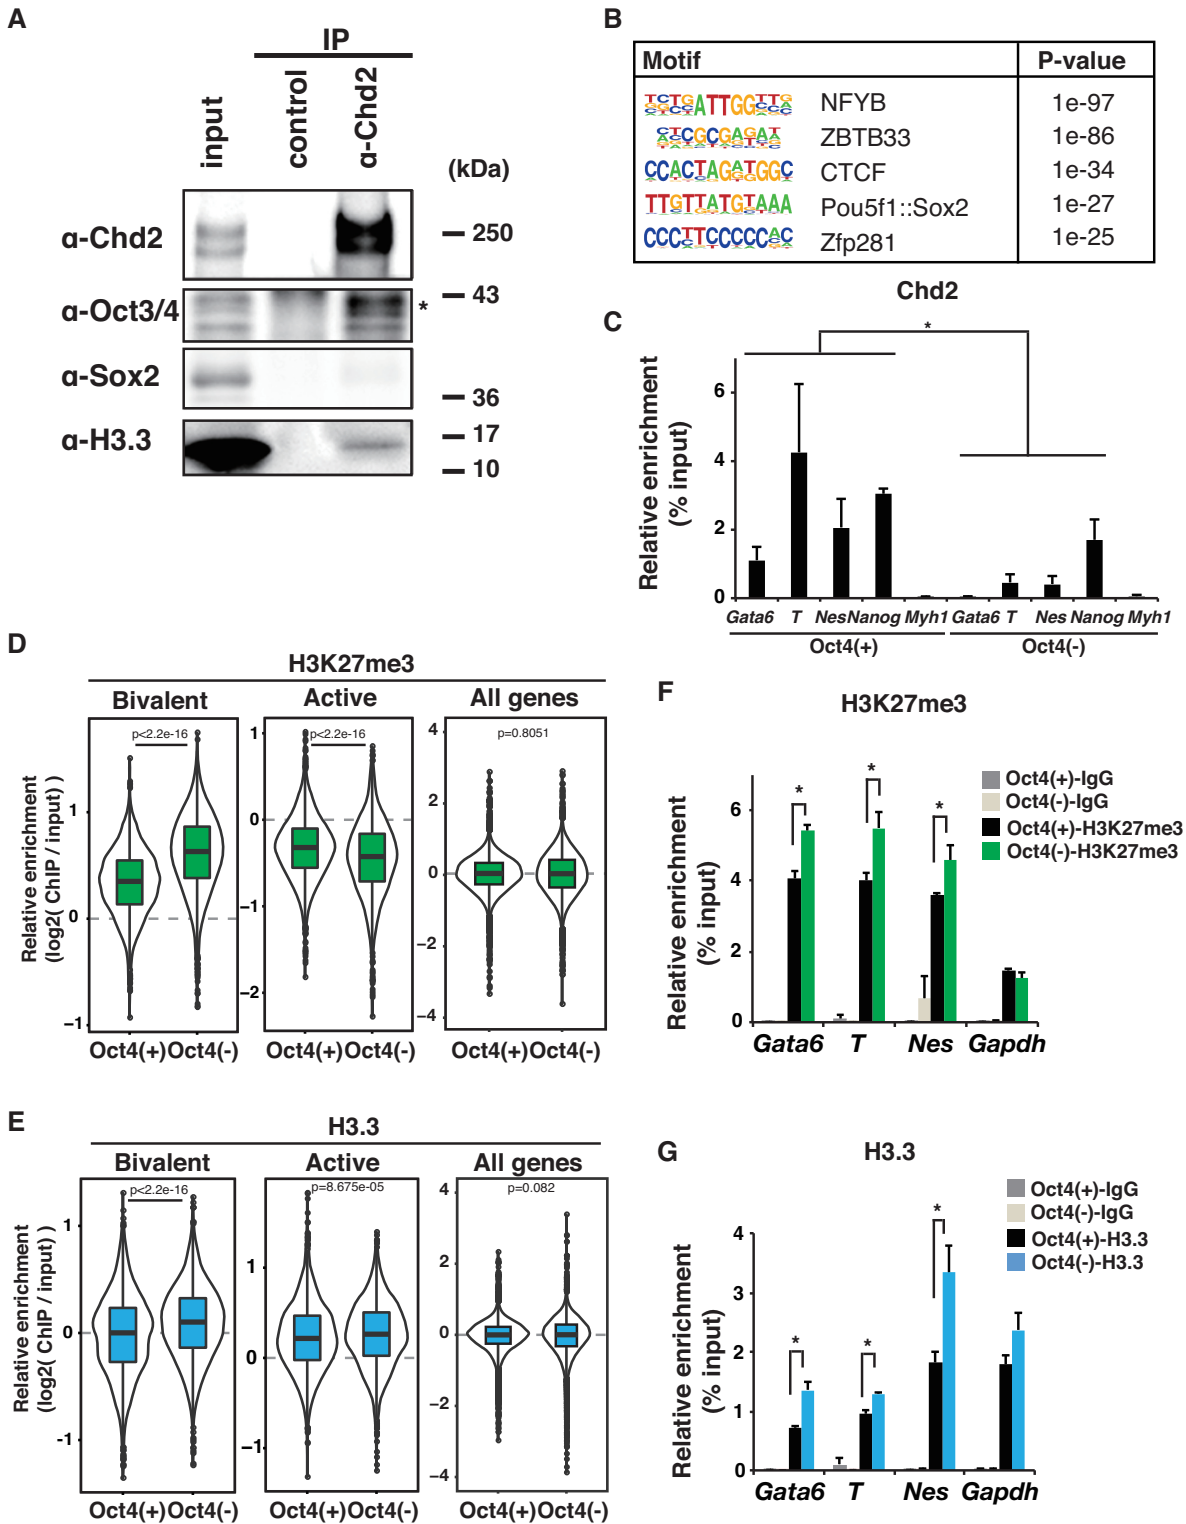 A
IP
input
control
α-Chd2
(kDa)
α-Chd2
250
α-Oct3/4
43
*
α-Sox2
36
α-H3.3
17
10
B
Motif P-value
NFYB 1e-97
ZBTB33 1e-86
CTCF 1e-34
Pou5f1::Sox2 1e-27
Zfp281 1e-25
C
Chd2
*
Relative enrichment
(% input)
6
4
2
0
Gata6 T Nes Nanog Myh1 Gata6 T Nes Nanog Myh1
Oct4(+) Oct4(-)
D
H3K27me3
Bivalent Active All genes
Relative enrichment
(log2( ChIP / input) )
p<2.2e-16
1
0
−1
p<2.2e-16
1
0
−1
−2
p=0.8051
4
2
0
−2
−4
Oct4(+) Oct4(-) Oct4(+) Oct4(-) Oct4(+) Oct4(-)
E
H3.3
Bivalent Active All genes
Relative enrichment
(log2( ChIP / input) )
p<2.2e-16
1
0
-1
p=8.675e-05
1
0
−1
p=0.082
4
2
0
−2
−4
Oct4(+) Oct4(-) Oct4(+) Oct4(-) Oct4(+) Oct4(-)
F
H3K27me3
Relative enrichment
(% input)
6
4
2
0
* * *
Oct4(+)-IgG
Oct4(-)-IgG
Oct4(+)-H3K27me3
Oct4(-)-H3K27me3
Gata6 T Nes Gapdh
G
H3.3
Relative enrichment
(% input)
4
3
2
1
0
* * *
Oct4(+)-IgG
Oct4(-)-IgG
Oct4(+)-H3.3
Oct4(-)-H3.3
Gata6 T Nes Gapdh